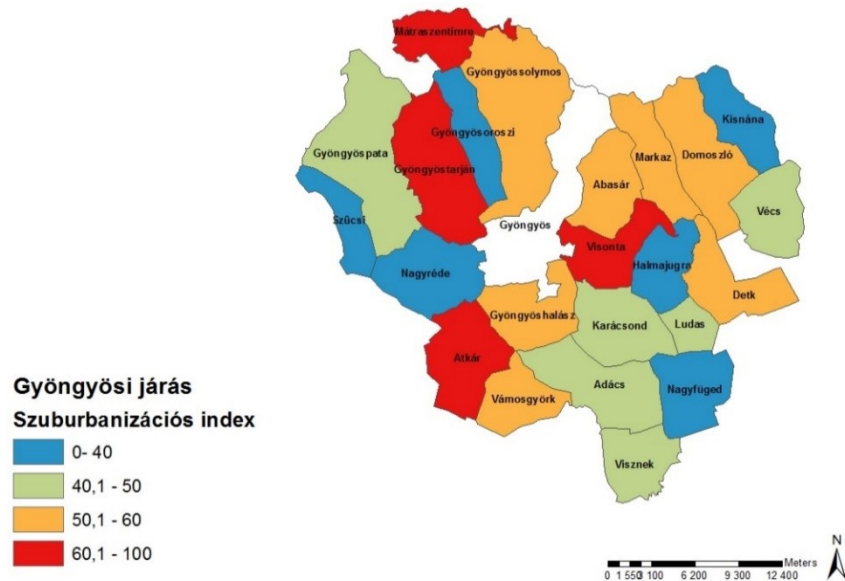 Mátraszentimre
Gyöngyössolymos
Kisnána
Gyöngyösoroszi
Gyöngyöspata
Markaz
Domoszló
Gyöngyöstarján
Abasár
Vécs
Szűcsi
Gyöngyös
Visonta
Nagyréde
Halmajugra
Detk
Gyöngyöshalász
Karácsond
Ludas
Atkár
Adács
Nagyfüged
Vámosgyörk
Visznek
Gyöngyösi járás
Szuburbanizációs index
0- 40
40,1 - 50
50,1 - 60
60,1 - 100
N
Meters
0 1 550 3 100 6 200 9 300 12 400